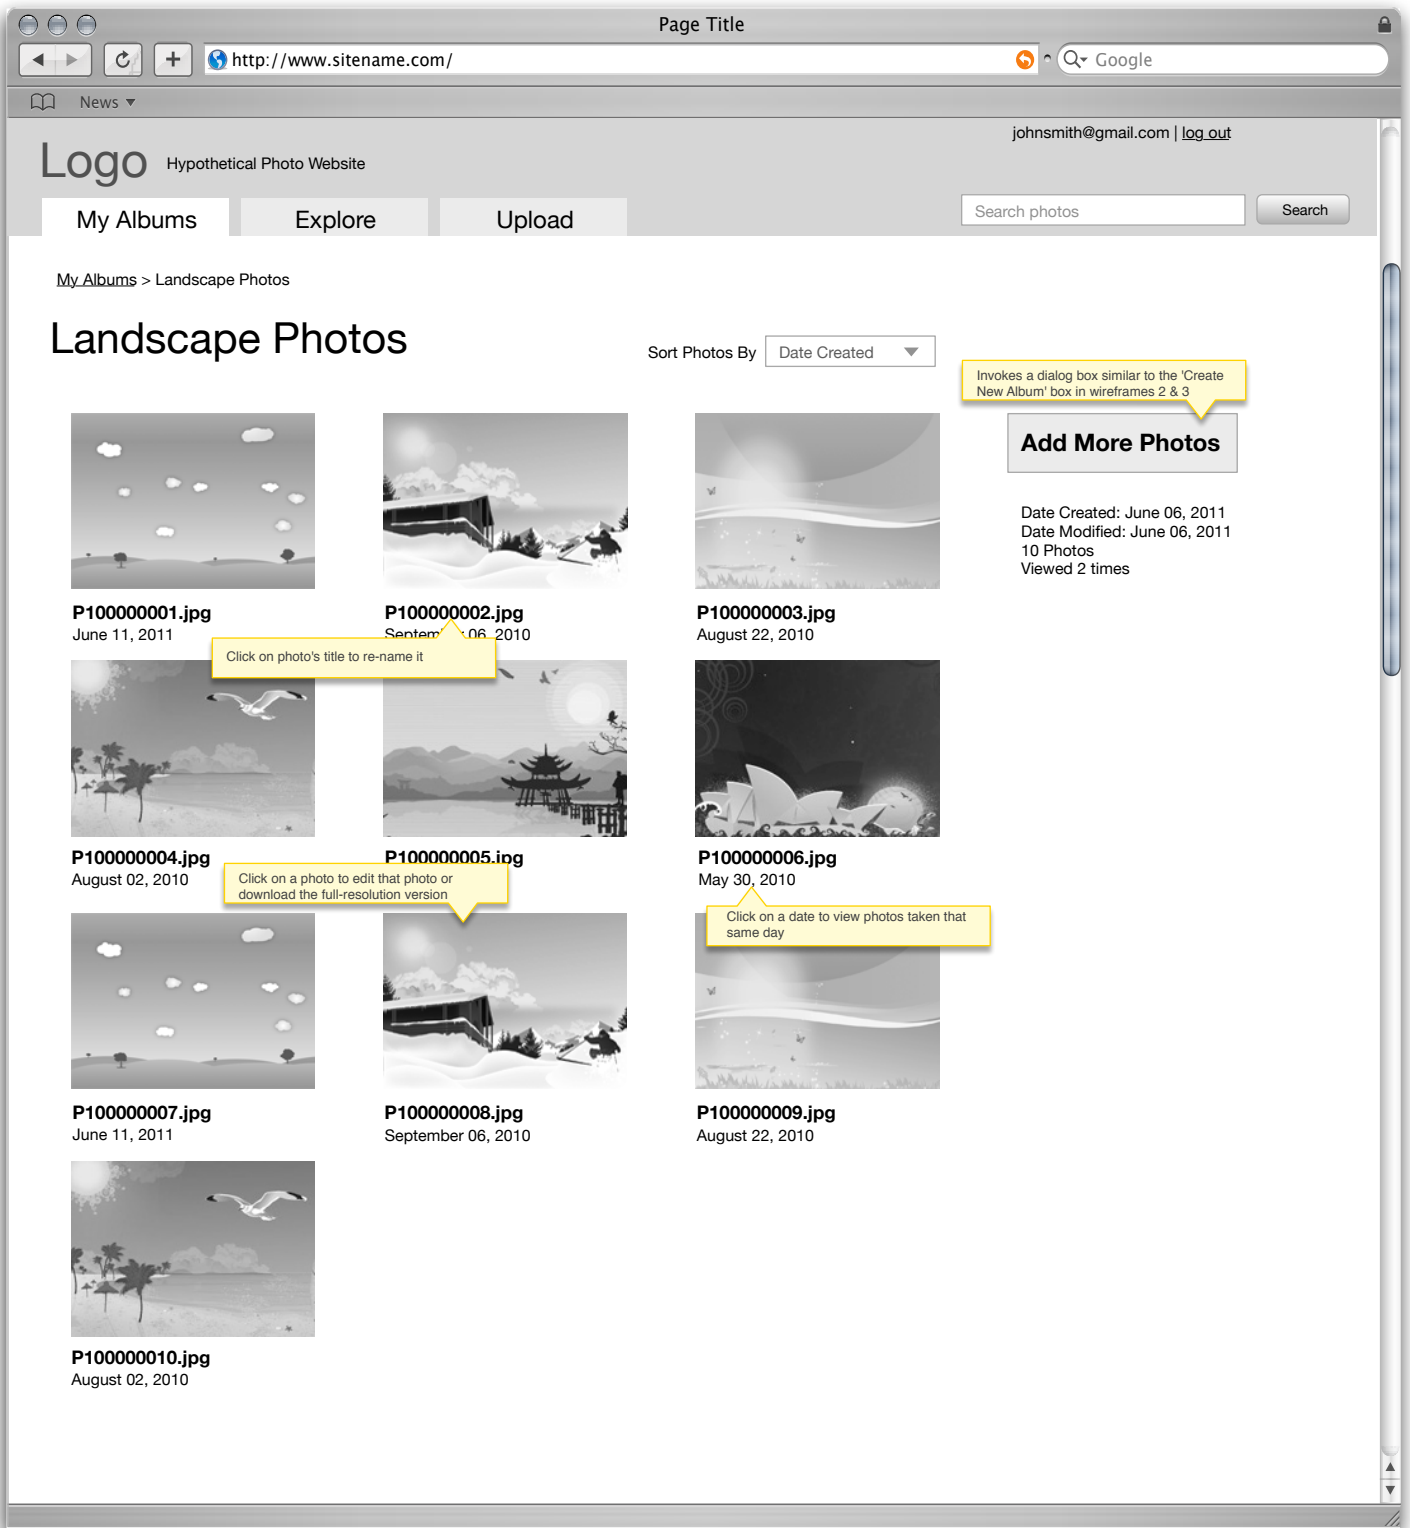 Page Title
http://www.sitename.com/
Google
News
johnsmith@gmail.com | log out
Logo
Hypothetical Photo Website
My Albums
Explore
Upload
Search photos
Search
My Albums > Landscape Photos
Landscape Photos
Sort Photos By
Date Created
Invokes a dialog box similar to the 'Create
New Album' box in wireframes 2 & 3
Add More Photos
Date Created: June 06, 2011
Date Modified: June 06, 2011
10 Photos
Viewed 2 times
P100000001.jpg
June 11, 2011
P100000002.jpg
September 06, 2010
P100000003.jpg
August 22, 2010
Click on photo's title to re-name it
P100000004.jpg
August 02, 2010
P100000005.jpg
P100000006.jpg
May 30, 2010
Click on a photo to edit that photo or
download the full-resolution version
Click on a date to view photos taken that
same day
P100000007.jpg
June 11, 2011
P100000008.jpg
September 06, 2010
P100000009.jpg
August 22, 2010
P100000010.jpg
August 02, 2010